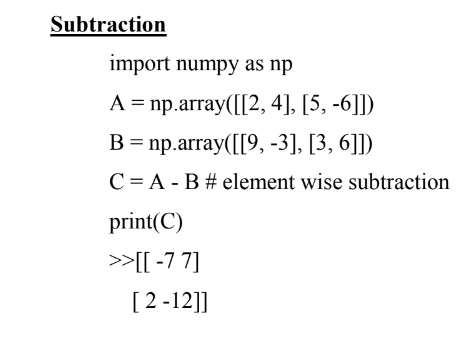 Subtraction
import numpy as np
A = np.array([[2, 4], [5, -6]])
B = np.array([[9, -3], [3, 6]])
C = A - B # element wise subtraction
print(C)
>>[[ -7 7]
[ 2 -12]]